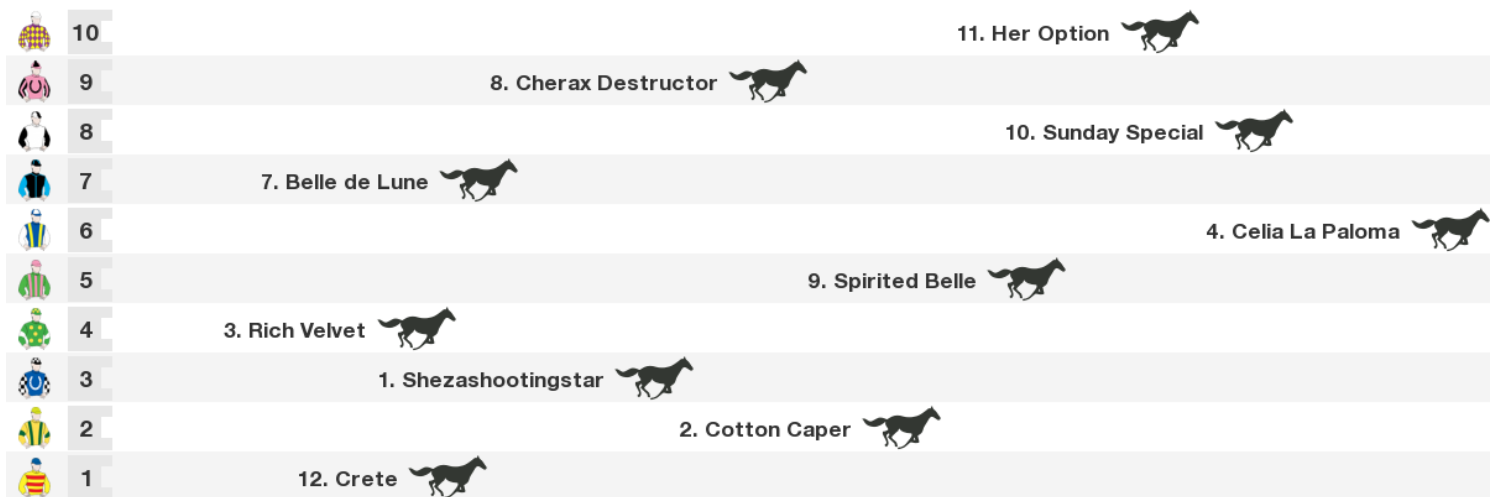 10 11. Her Option
9 8. Cherax Destructor
8 10. Sunday Special
7 7. Belle de Lune
6 4. Celia La Paloma
5 9. Spirited Belle
4 3. Rich Velvet
3 1. Shezashootingstar
2 2. Cotton Caper
1 12. Crete